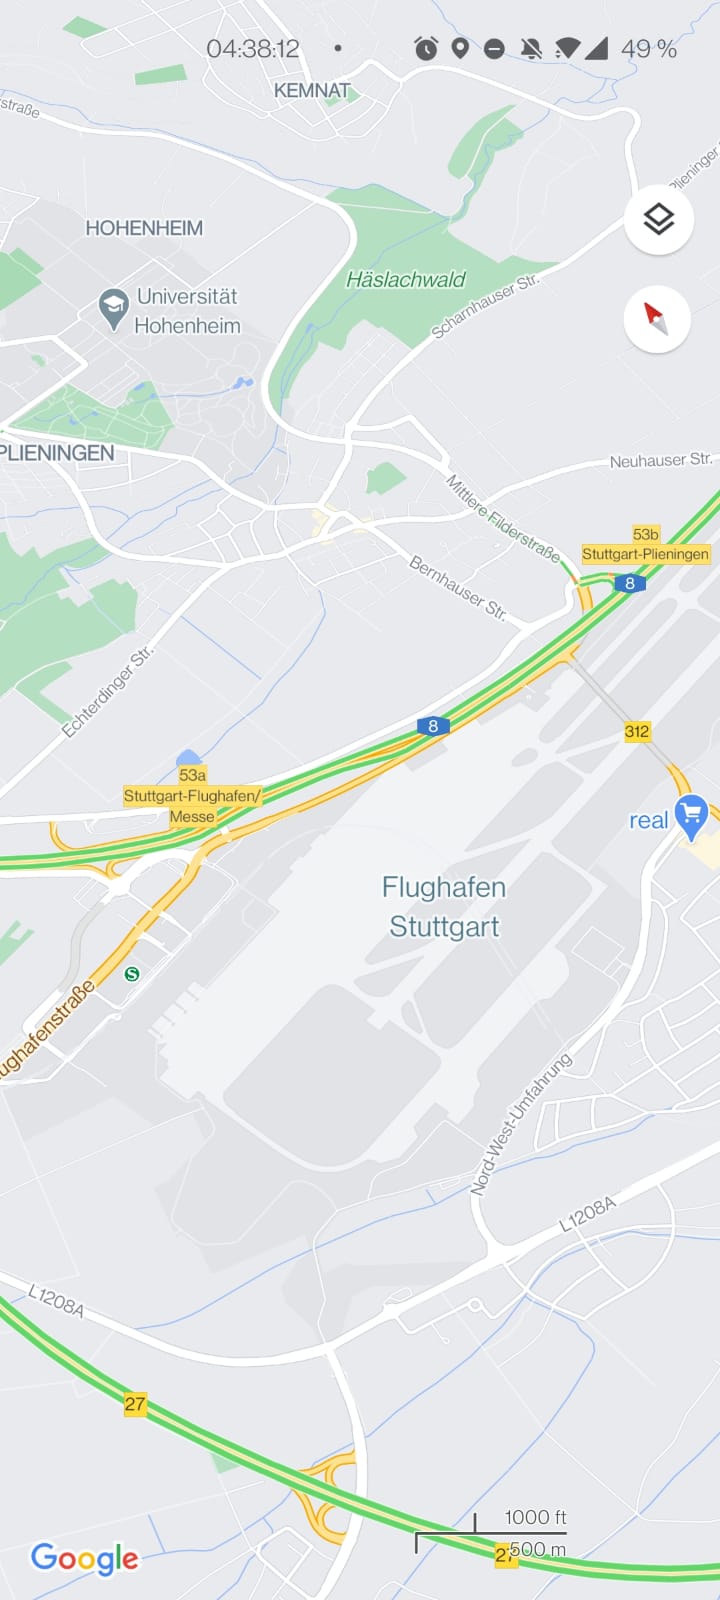 04:38:12
49 %
KEMNAT
straße
Plieninger
HOHENHEIM
Häslachwald
Universität
Hohenheim
Scharnhauser Str.
PLIENINGEN
Neuhauser Str.
Mittlere Filderstraße
53b
Stuttgart-Plieningen
8
Bernhauser Str.
Echterdinger Str.
8
312
53a
Stuttgart-Flughafen/
Messe
real
Flughafen
Stuttgart
S
ughafenstraße
Nord-West-Umfahrung
L1208A
L1208A
27
1000 ft
500 m
27
Google